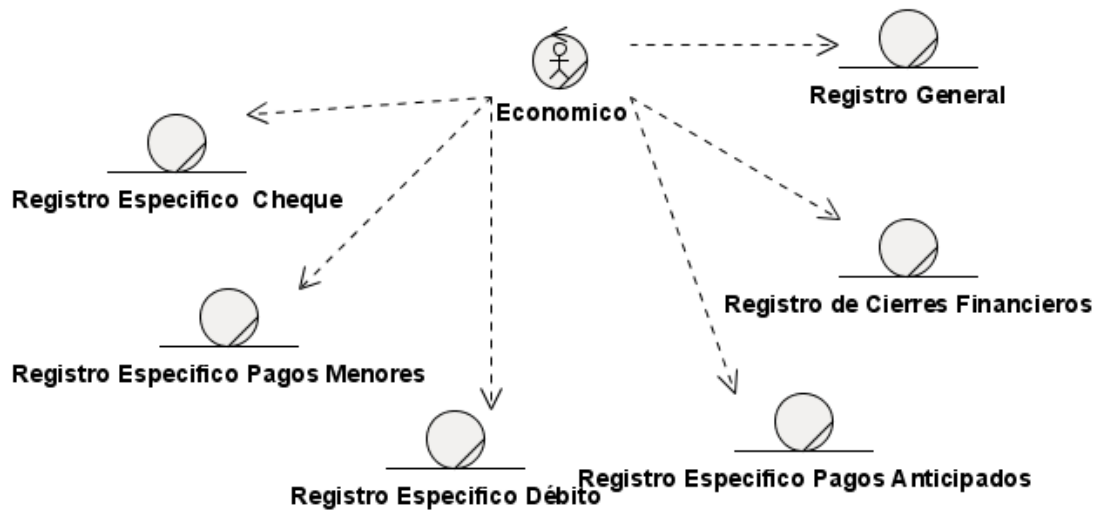 Registro General
Economico
Registro Especifico Cheque
Registro de Cierres Financieros
Registro Especifico Pagos Menores
Registro Especifico Pagos Anticipados
Registro Especifico Débito